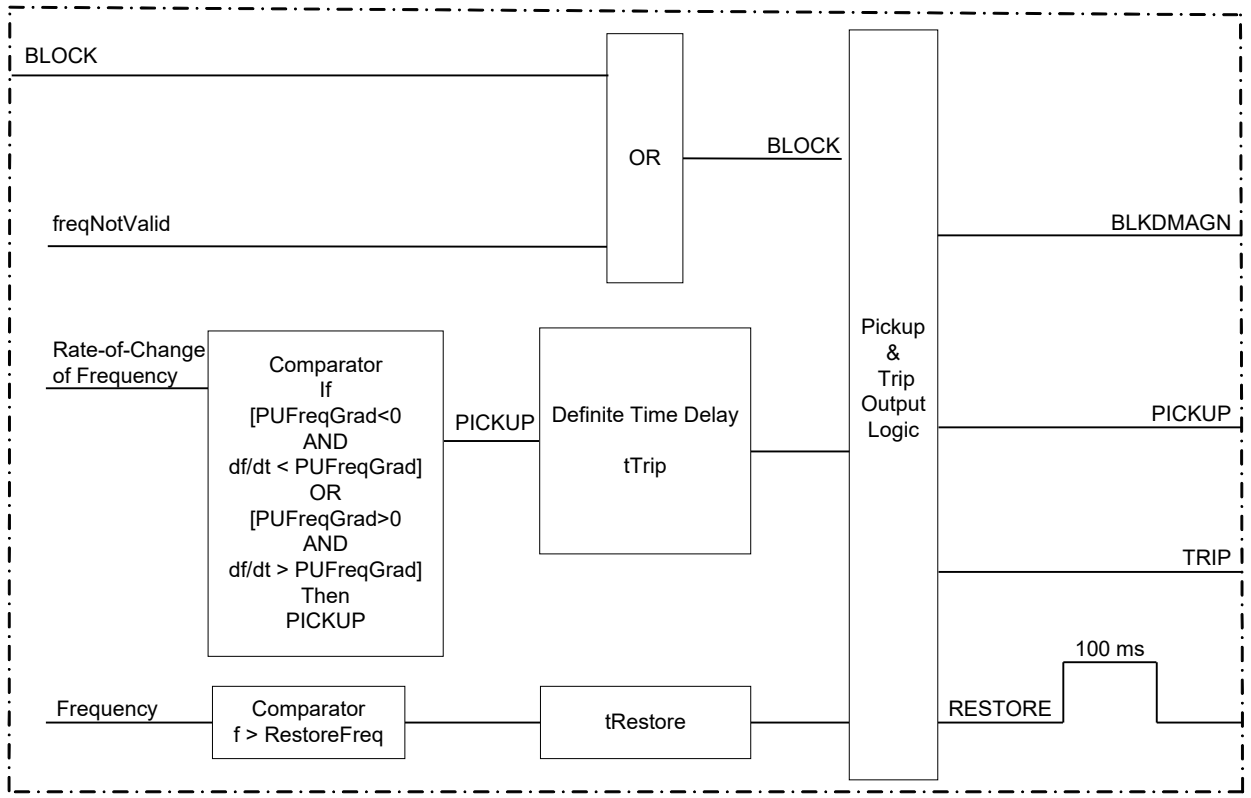 BLOCK
OR
BLOCK
freqNotValid
BLKDMAGN
Rate-of-Change
of Frequency
Comparator
If
[PUFreqGrad<0
AND
df/dt < PUFreqGrad]
OR
[PUFreqGrad>0
AND
df/dt > PUFreqGrad]
Then
PICKUP
PICKUP
Definite Time Delay
tTrip
Pickup
&
Trip
Output
Logic
PICKUP
TRIP
100 ms
Frequency
Comparator
f > RestoreFreq
tRestore
RESTORE